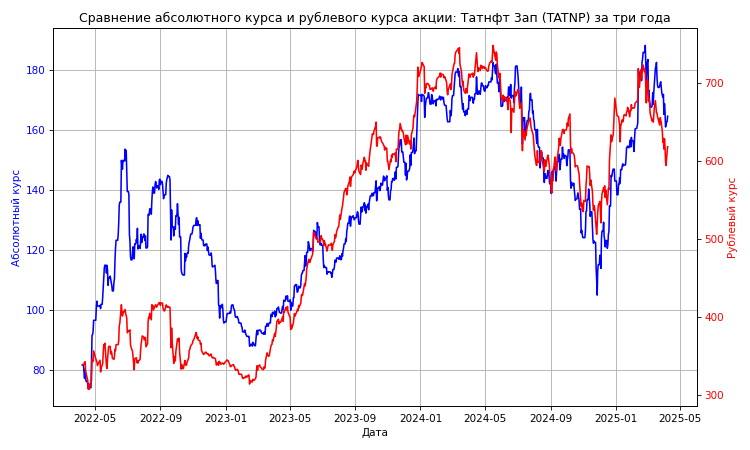 Сравнение абсолютного курса и рублевого курса акции: Татнфт 3ап (TATNP) за три года
Абсолютный курс
180
160
140
120
100
80
700
600
500
400
300
Рублевый курс
2022-05 2022-09 2023-01 2023-05 2023-09 2024-01 2024-05 2024-09 2025-01 2025-05
Дата